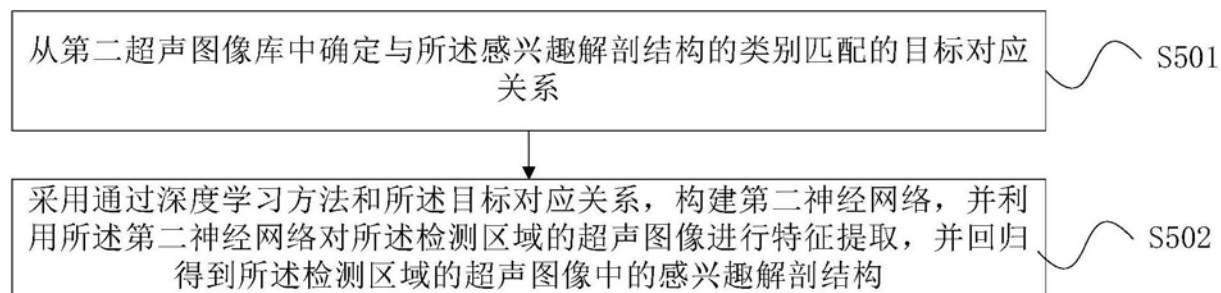 从第二超声图像库中确定与所述感兴趣解剖结构的类别匹配的目标对应
关系
S501
采用通过深度学习方法和所述目标对应关系，构建第二神经网络，并利
用所述第二神经网络对所述检测区域的超声图像进行特征提取，并回归
得到所述检测区域的超声图像中的感兴趣解剖结构
S502